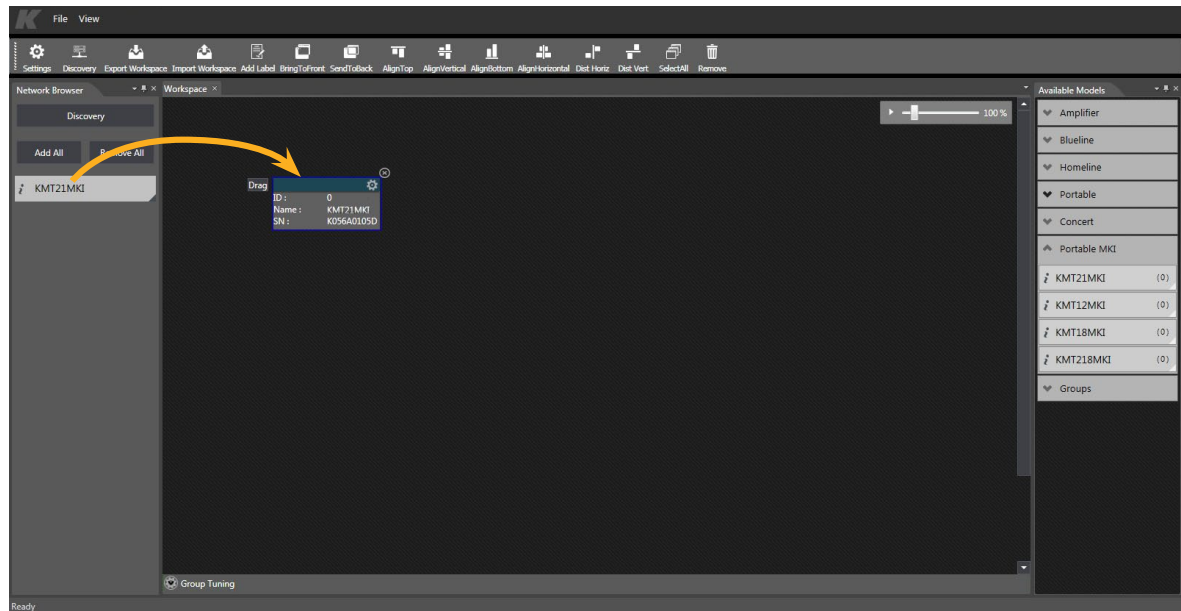 K File View
Settings Discovery Export Workspace Import Workspace Add Label BringToFront SendToBack AlignTop AlignVertical AlignBottom AlignHorizontal Dist Horiz Dist Vert SelectAll Remove
Network Browser
Discovery
Add All
i KMT21MKI
Workspace
100 %
Drag
ID : 0
Name : KMT21MKI
SN : K056A0105D
Group Tuning
Available Models
Amplifier
Blueline
Homeline
Portable
Concert
Portable MKI
i KMT21MKI (0)
i KMT12MKI (0)
i KMT18MKI (0)
i KMT218MKI (0)
Groups
Ready